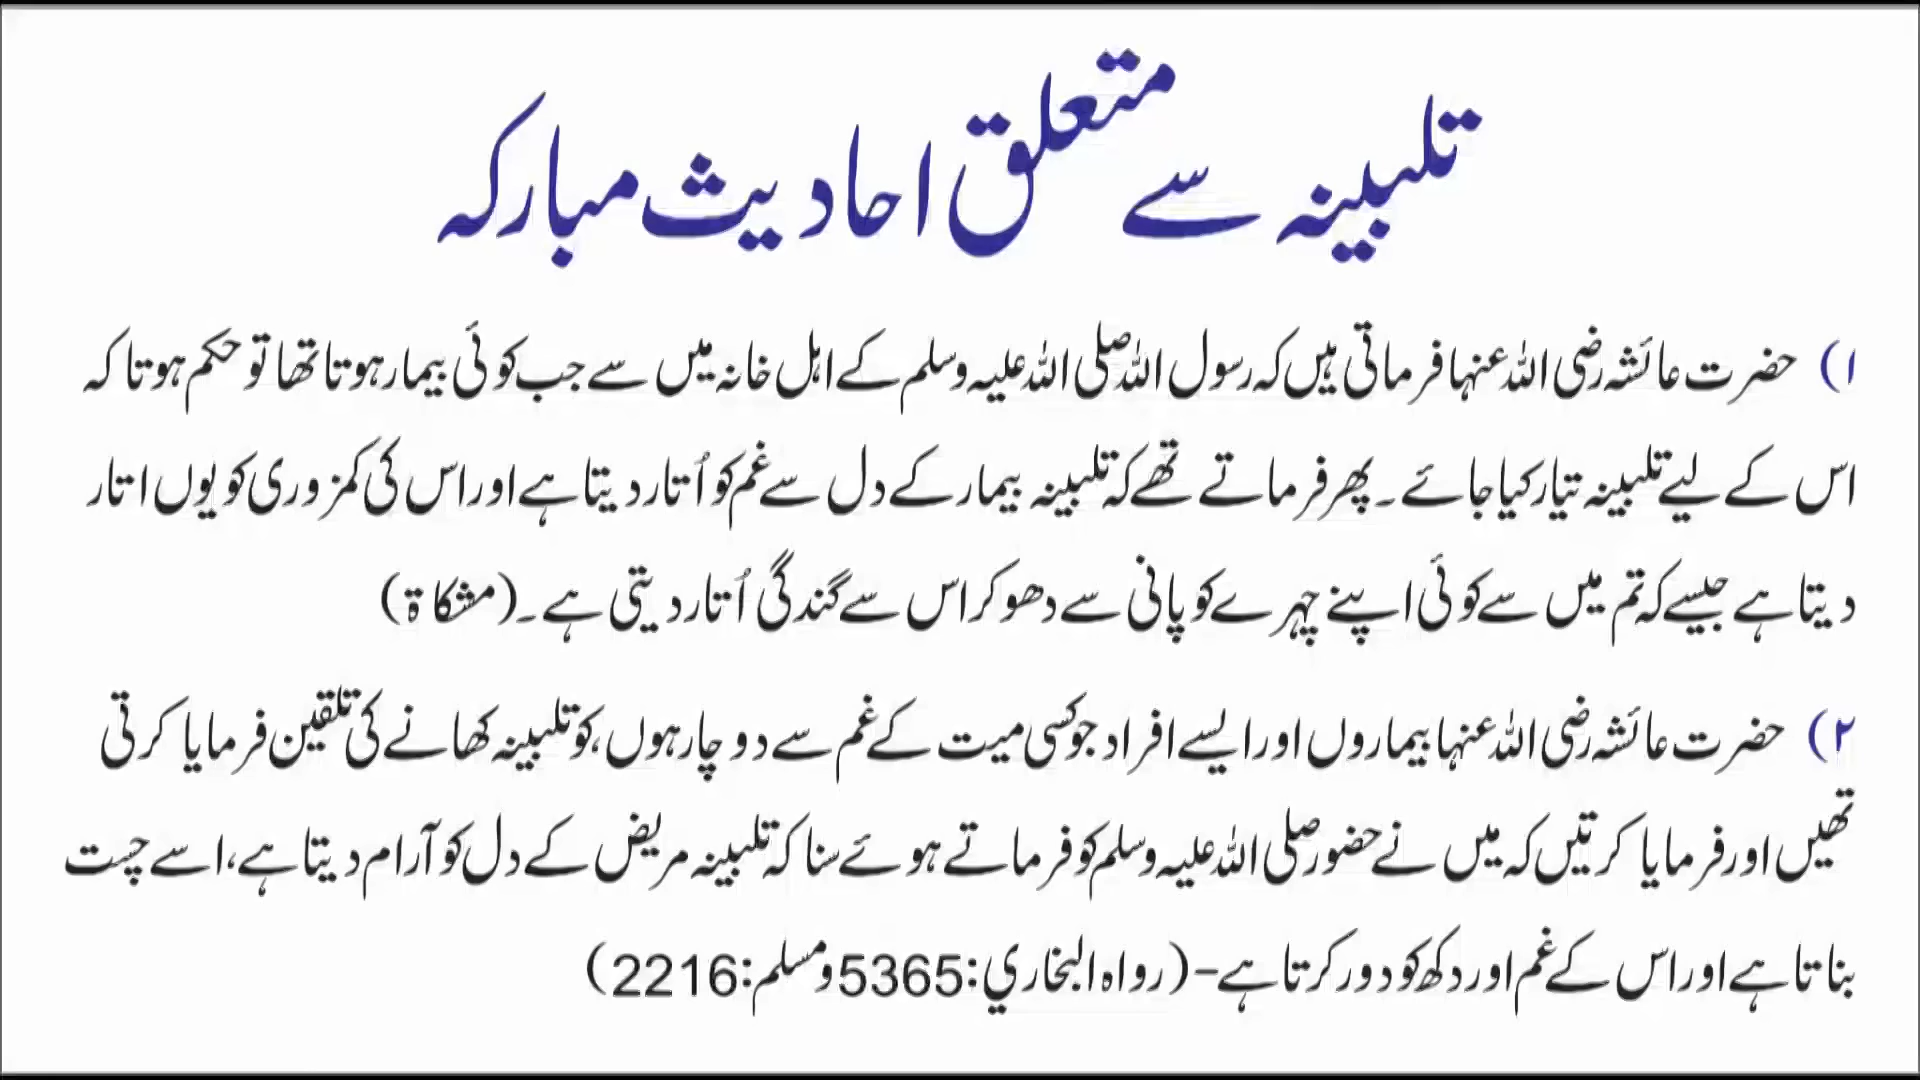 تلبینہ سے متعلق احادیث مبارکہ
۱) حضرت عائشہ رضی اللہ عنہا فرماتی ہیں کہ رسول اللہ صلی اللہ علیہ وسلم کے اہل خانہ میں سے جب کوئی بیمار ہوتا تھا تو حکم ہوتا کہ
اس کے لیے تلبینہ تیار کیا جائے۔ پھر فرماتے تھے کہ تلبینہ بیمار کے دل سے غم کو اُتار دیتا ہے اور اس کی کمزوری کو یوں اتار
دیتا ہے جیسے کہ تم میں سے کوئی اپنے چہرے کو پانی سے دھو کر اس سے گندگی اُتار دیتی ہے۔ (مشکاۃ)
۲) حضرت عائشہ رضی اللہ عنہا بیماروں اور ایسے افراد جو کسی میت کے غم سے دو چار ہوں، کو تلبینہ کھانے کی تلقین فرمایا کرتی
تھیں اور فرمایا کرتیں کہ میں نے حضور صلی اللہ علیہ وسلم کو فرماتے ہوئے سنا کہ تلبینہ مریض کے دل کو آرام دیتا ہے، اسے چست
بناتا ہے اور اس کے غم اور دکھ کو دور کرتا ہے- (رواہ البخاري:5365 و مسلم:2216)